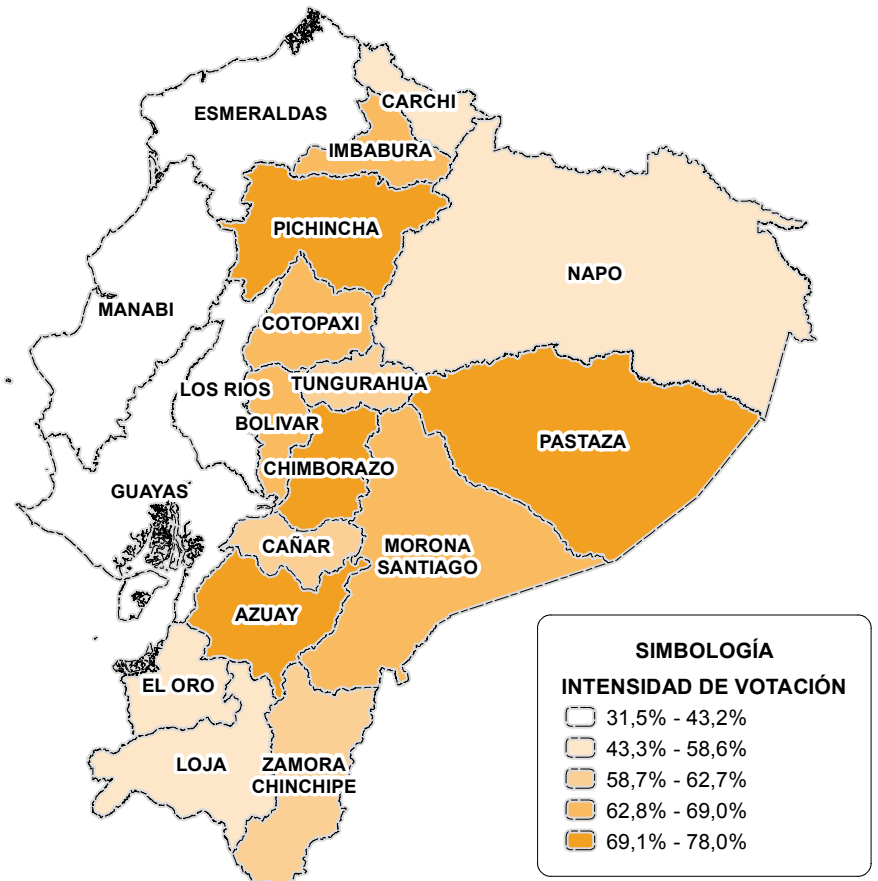 CARCHI
ESMERALDAS
IMBABURA
PICHINCHA
NAPO
MANABI
COTOPAXI
TUNGURAHUA
LOS RIOS
BOLIVAR
PASTAZA
CHIMBORAZO
GUAYAS
CAÑAR
MORONA
SANTIAGO
AZUAY
EL ORO
LOJA
ZAMORA
CHINCHIPE
SIMBOLOGÍA
INTENSIDAD DE VOTACIÓN
31,5% - 43,2%
43,3% - 58,6%
58,7% - 62,7%
62,8% - 69,0%
69,1% - 78,0%